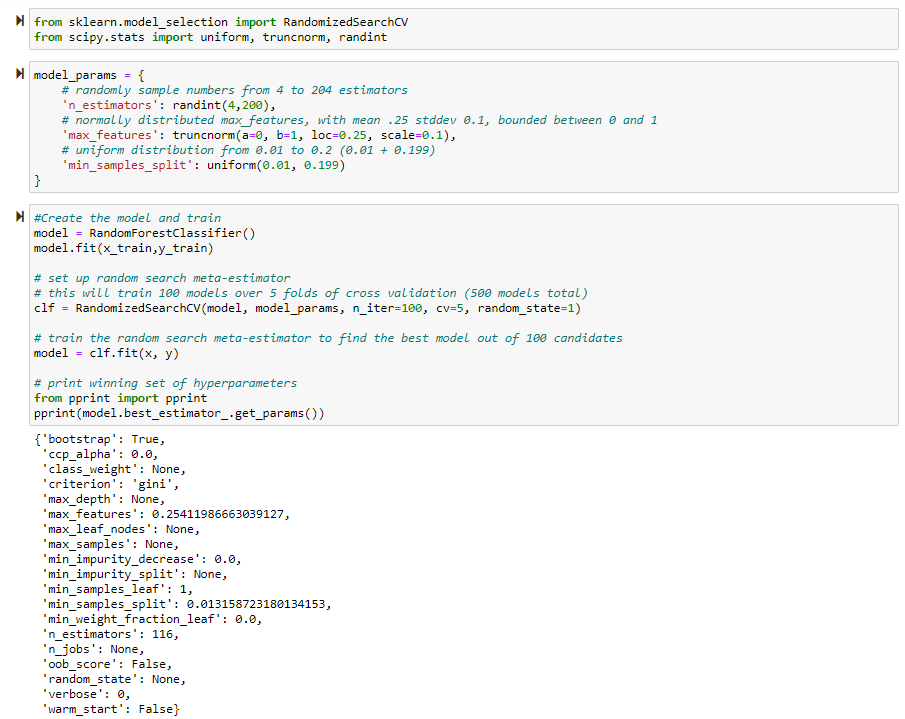 from sklearn.model_selection import RandomizedSearchCV
from scipy.stats import uniform, truncnorm, randint
model_params = {
    # randomly sample numbers from 4 to 204 estimators
    'n_estimators': randint(4,200),
    # normally distributed max_features, with mean .25 stddev 0.1, bounded between 0 and 1
    'max_features': truncnorm(a=0, b=1, loc=0.25, scale=0.1),
    # uniform distribution from 0.01 to 0.2 (0.01 + 0.199)
    'min_samples_split': uniform(0.01, 0.199)
}
#Create the model and train
model = RandomForestClassifier()
model.fit(x_train,y_train)
# set up random search meta-estimator
# this will train 100 models over 5 folds of cross validation (500 models total)
clf = RandomizedSearchCV(model, model_params, n_iter=100, cv=5, random_state=1)
# train the random search meta-estimator to find the best model out of 100 candidates
model = clf.fit(x, y)
# print winning set of hyperparameters
from pprint import pprint
pprint(model.best_estimator_.get_params())
{'bootstrap': True,
 'ccp_alpha': 0.0,
 'class_weight': None,
 'criterion': 'gini',
 'max_depth': None,
 'max_features': 0.25411986663039127,
 'max_leaf_nodes': None,
 'max_samples': None,
 'min_impurity_decrease': 0.0,
 'min_impurity_split': None,
 'min_samples_leaf': 1,
 'min_samples_split': 0.013158723180134153,
 'min_weight_fraction_leaf': 0.0,
 'n_estimators': 116,
 'n_jobs': None,
 'oob_score': False,
 'random_state': None,
 'verbose': 0,
 'warm_start': False}